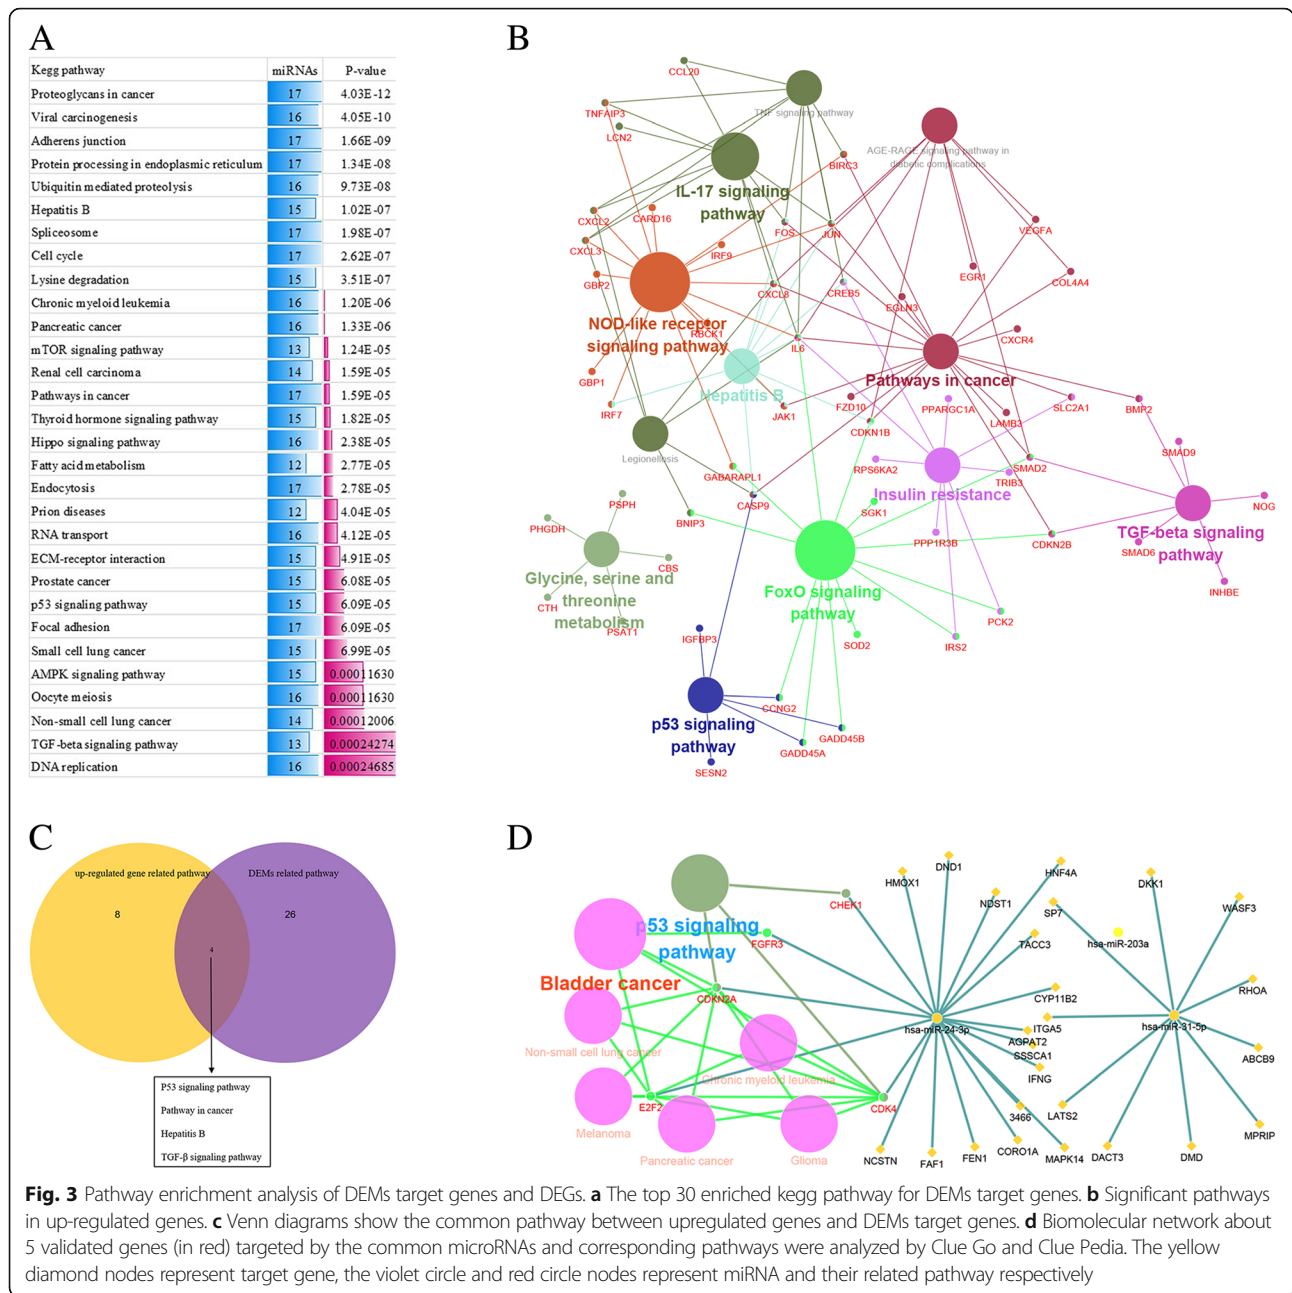 A
Kegg pathway miRNAs P-value
Proteoglycans in cancer 17 4.03E-12
Viral carcinogenesis 16 4.05E-10
Adherens junction 17 1.66E-09
Protein processing in endoplasmic reticulum 17 1.34E-08
Ubiquitin mediated proteolysis 16 9.73E-08
Hepatitis B 15 1.02E-07
Spliceosome 17 1.98E-07
Cell cycle 17 2.62E-07
Lysine degradation 15 3.51E-07
Chronic myeloid leukemia 16 1.20E-06
Pancreatic cancer 16 1.33E-06
mTOR signaling pathway 13 1.24E-05
Renal cell carcinoma 14 1.59E-05
Pathways in cancer 17 1.59E-05
Thyroid hormone signaling pathway 15 1.82E-05
Hippo signaling pathway 16 2.38E-05
Fatty acid metabolism 12 2.77E-05
Endocytosis 17 2.78E-05
Prion diseases 12 4.04E-05
RNA transport 16 4.12E-05
ECM-receptor interaction 15 4.91E-05
Prostate cancer 15 6.08E-05
p53 signaling pathway 15 6.09E-05
Focal adhesion 17 6.09E-05
Small cell lung cancer 15 6.99E-05
AMPK signaling pathway 15 0.00011630
Oocyte meiosis 16 0.00011630
Non-small cell lung cancer 14 0.00012006
TGF-beta signaling pathway 13 0.00024274
DNA replication 16 0.00024685
B
CCL20
TNFAIP3
LCN2
TNF signaling pathway
AGE-RAGE signaling pathway in
diabetic complications
BIRC3
IL-17 signaling
pathway
CXCL2
CARD16
FOS
JUN
VEGFA
CXCL3
IRF9
GBP2
EGR1
COL4A4
CXCL8
CREB5
EGLN3
NOD-like receptor
signaling pathway
RBCK1
IL6
CXCR4
GBP1
Hepatitis B
Pathways in cancer
IRF7
JAK1
FZD10
PPARGC1A
LAMB3
SLC2A1
BMP2
CDKN1B
Legionellosis
GABARAPL1
RPS6KA2
SMAD2
TRIB3
SMAD9
Insulin resistance
CASP9
SGK1
NOG
PSPH
BNIP3
PHGDH
PPP1R3B
CDKN2B
TGF-beta signaling
pathway
SMAD6
CBS
Glycine, serine and
threonine
metabolism
CTH
PSAT1
FoxO signaling
pathway
INHBE
IGFBP3
SOD2
IRS2
PCK2
p53 signaling
pathway
CCNG2
GADD45A
GADD45B
SESN2
C
up-regulated gene related pathway
DEMs related pathway
8
4
26
P53 signaling pathway
Pathway in cancer
Hepatitis B
TGF-β signaling pathway
D
HMOX1
DND1
HNF4A
DKK1
NDST1
SP7
WASF3
CHEK1
p53 signaling
pathway
FGFR3
TACC3
hsa-miR-203a
Bladder cancer
CDKN2A
CYP11B2
RHOA
hsa-miR-24-3p
ITGA5
hsa-miR-31-5p
AGPAT2
SSSCA1
ABCB9
Non-small cell lung cancer
IFNG
Chronic myeloid leukemia
E2F2
CDK4
3466
LATS2
Melanoma
MPRIP
Pancreatic cancer
Glioma
NCSTN
FAF1
FEN1
CORO1A
MAPK14
DACT3
DMD
Fig. 3 Pathway enrichment analysis of DEMs target genes and DEGs. a The top 30 enriched kegg pathway for DEMs target genes. b Significant pathways
in up-regulated genes. c Venn diagrams show the common pathway between upregulated genes and DEMs target genes. d Biomolecular network about
5 validated genes (in red) targeted by the common microRNAs and corresponding pathways were analyzed by Clue Go and Clue Pedia. The yellow
diamond nodes represent target gene, the violet circle and red circle nodes represent miRNA and their related pathway respectively